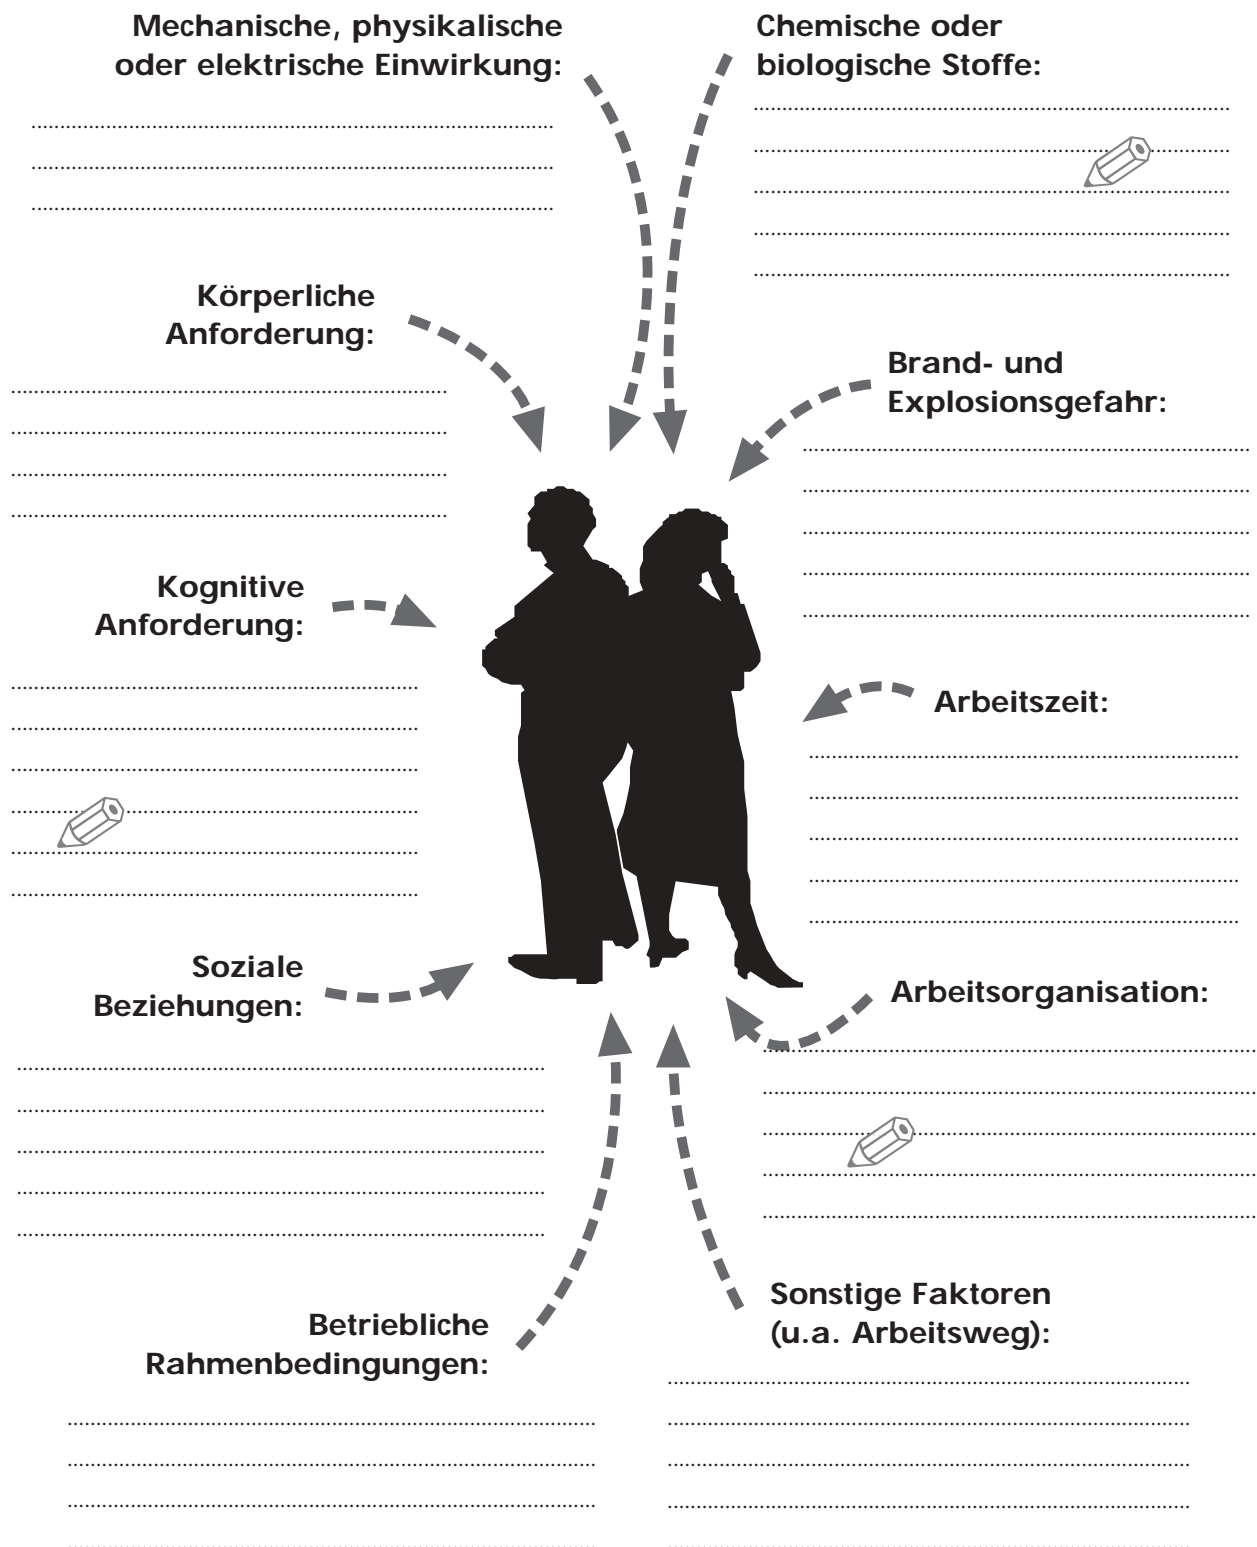 Mechanische, physikalische
oder elektrische Einwirkung:
Chemische oder
biologische Stoffe:
Körperliche
Anforderung:
Brand- und
Explosionsgefahr:
Kognitive
Anforderung:
Arbeitszeit:
Soziale
Beziehungen:
Arbeitsorganisation:
Betriebliche
Rahmenbedingungen:
Sonstige Faktoren
(u.a. Arbeitsweg):